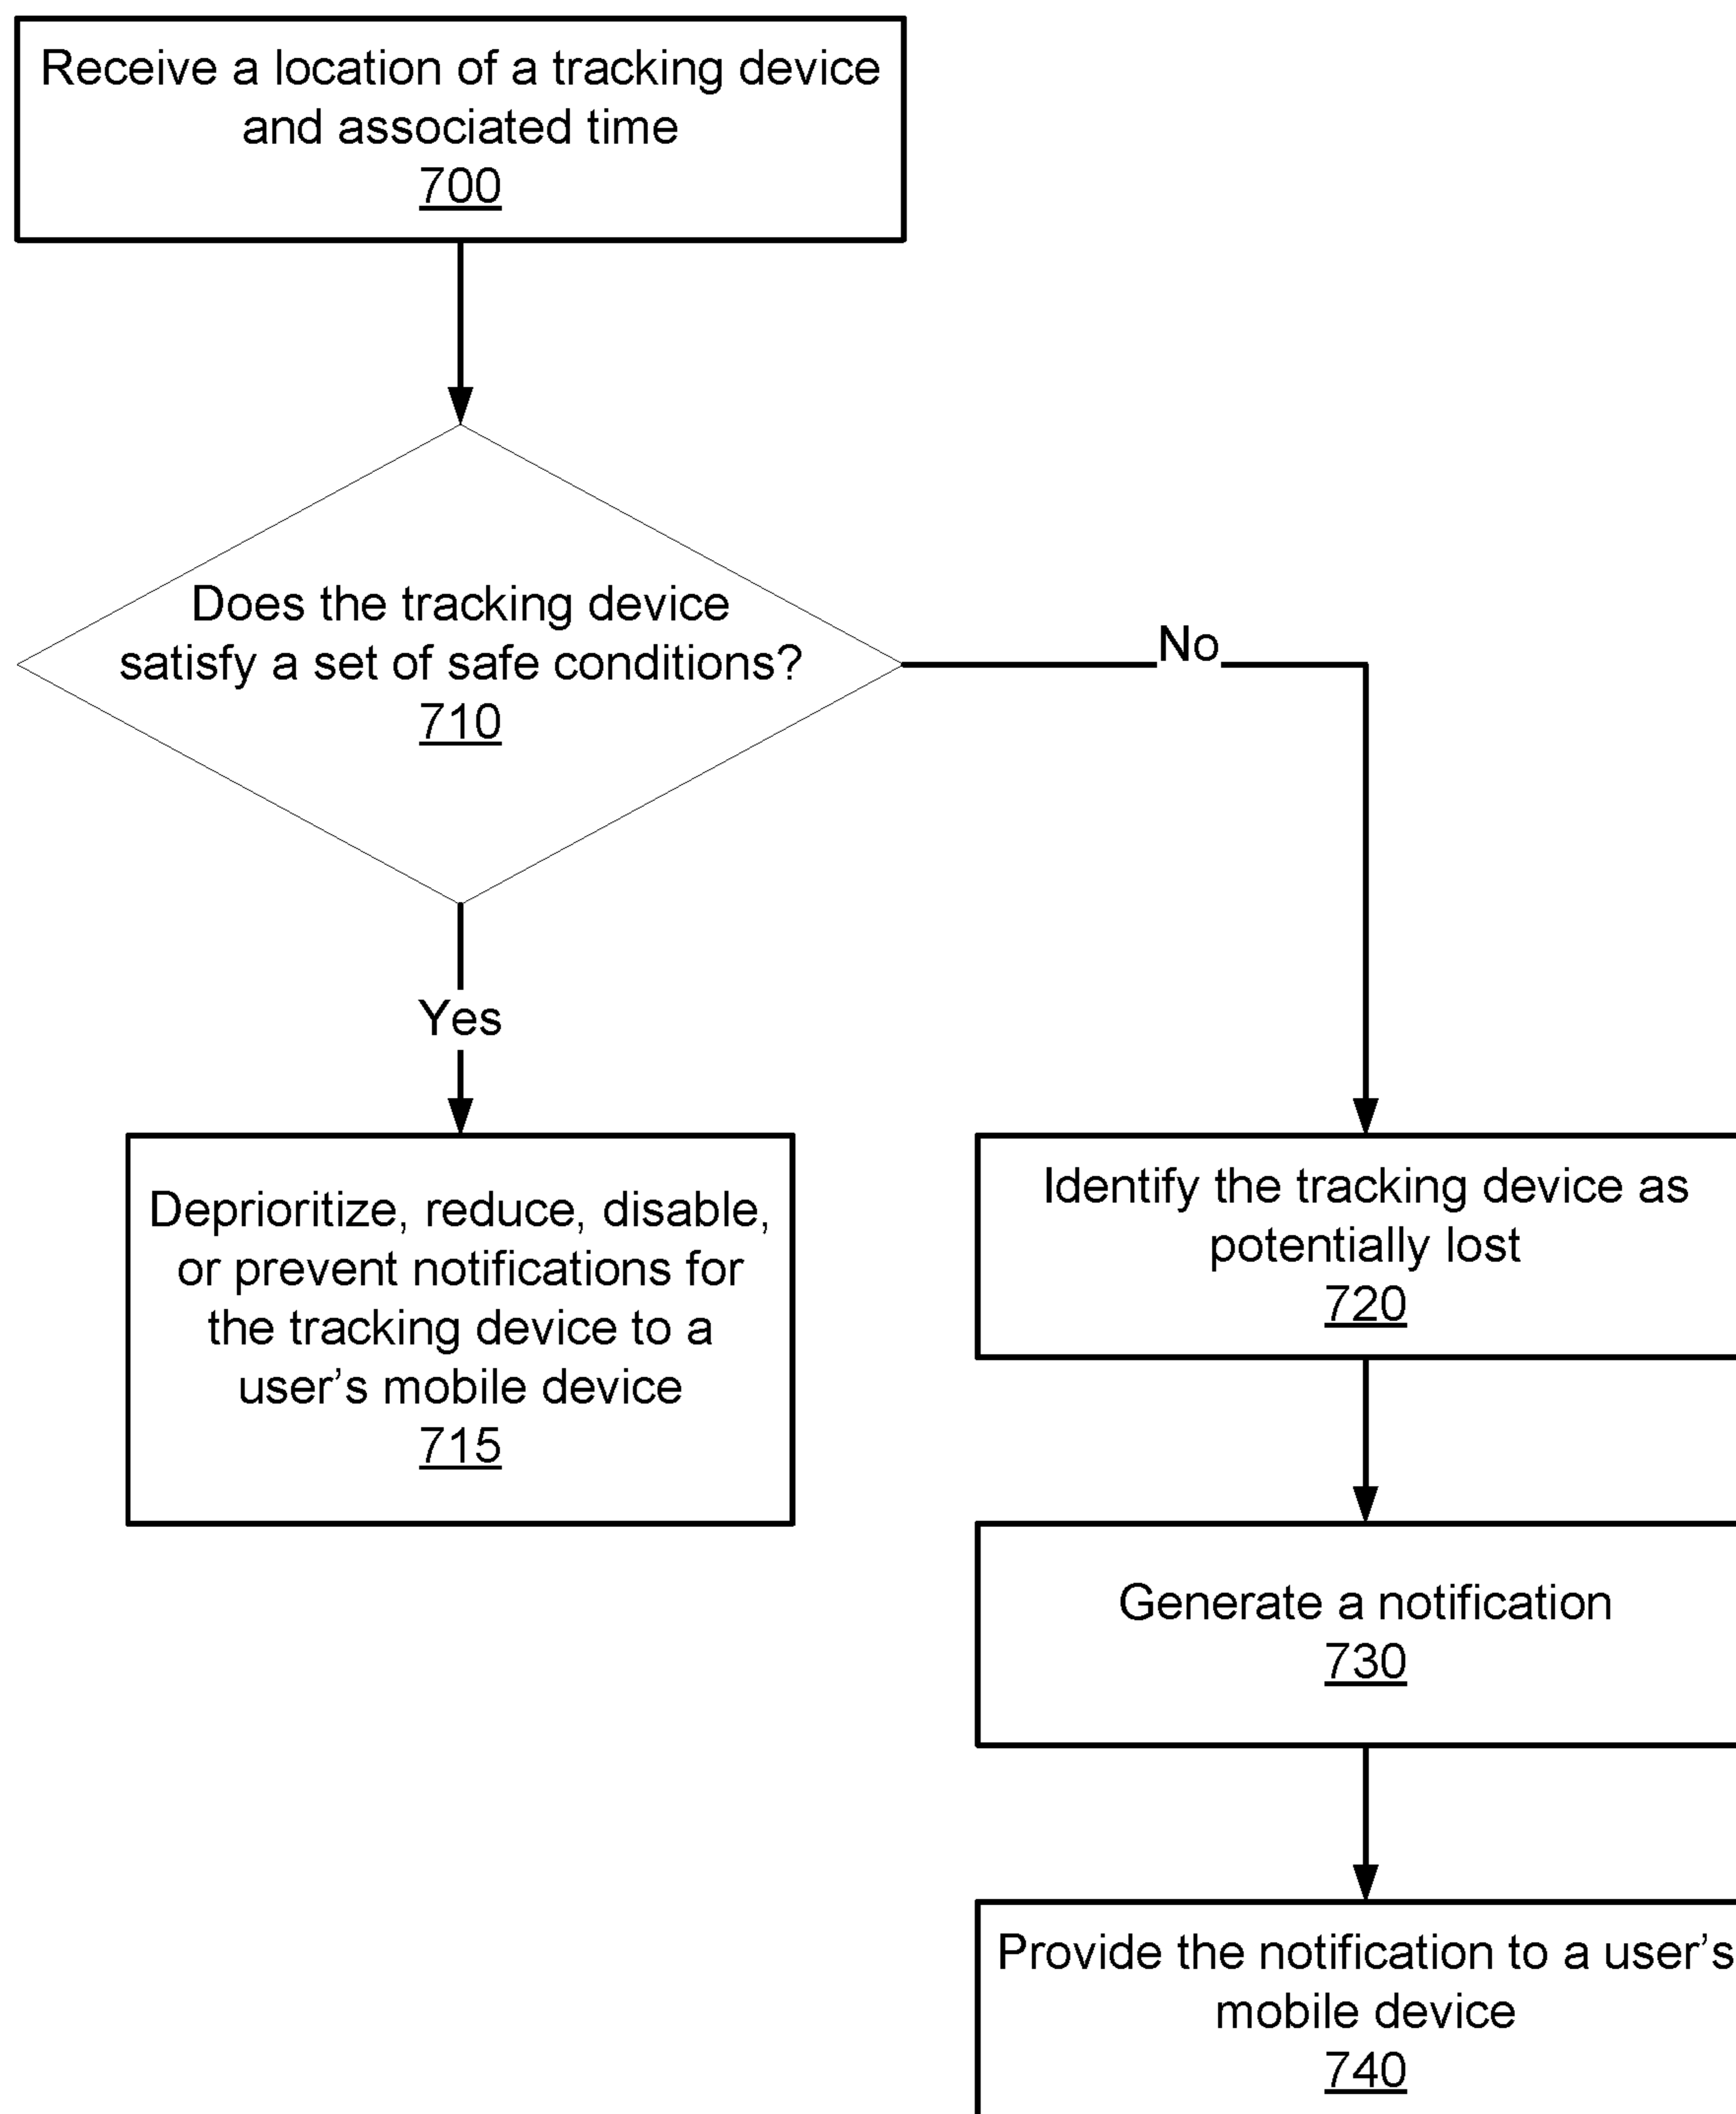 Receive a location of a tracking device
and associated time
700
Does the tracking device
satisfy a set of safe conditions?
710
No
Yes
Deprioritize, reduce, disable,
or prevent notifications for
the tracking device to a
user's mobile device
715
Identify the tracking device as
potentially lost
720
Generate a notification
730
Provide the notification to a user's
mobile device
740